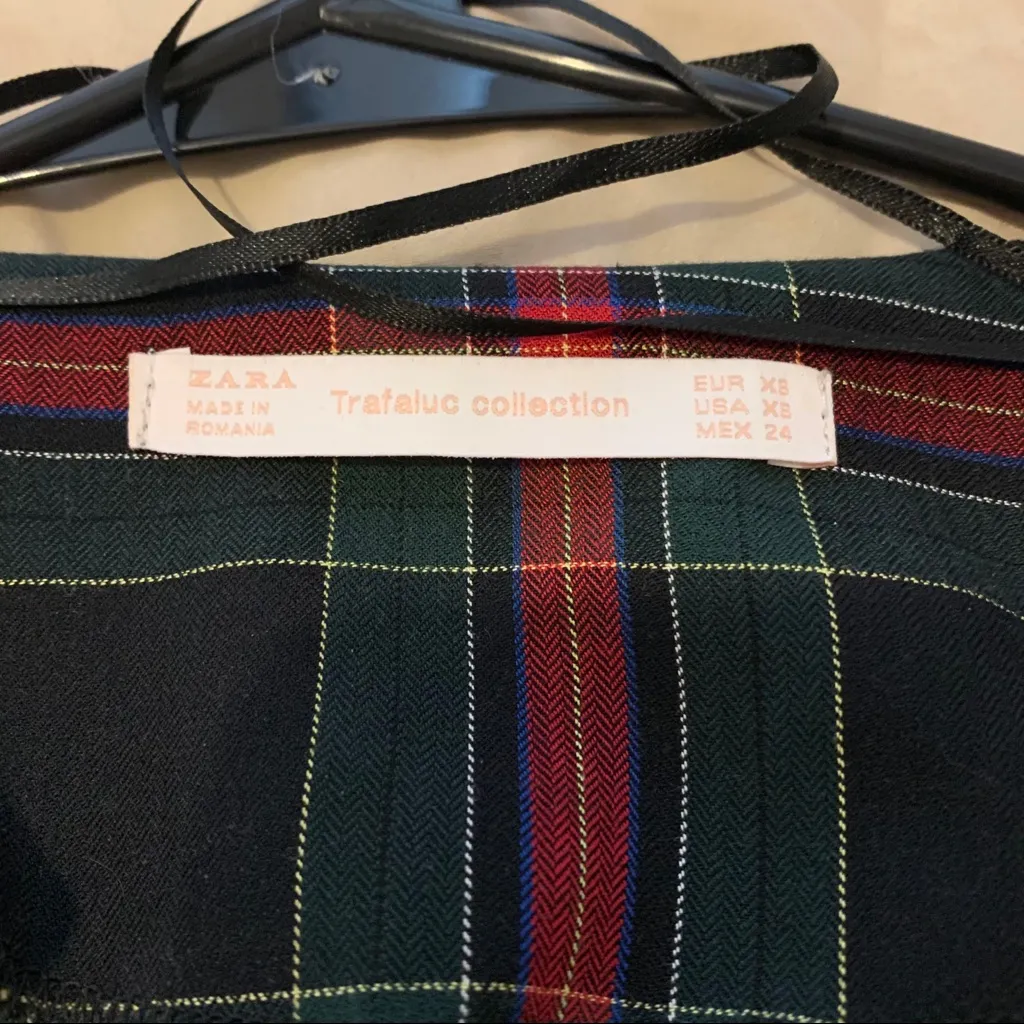 ZARA
MADE IN
ROMANIA
Trafaluc collection
EUR XS
USA XS
MEX 24